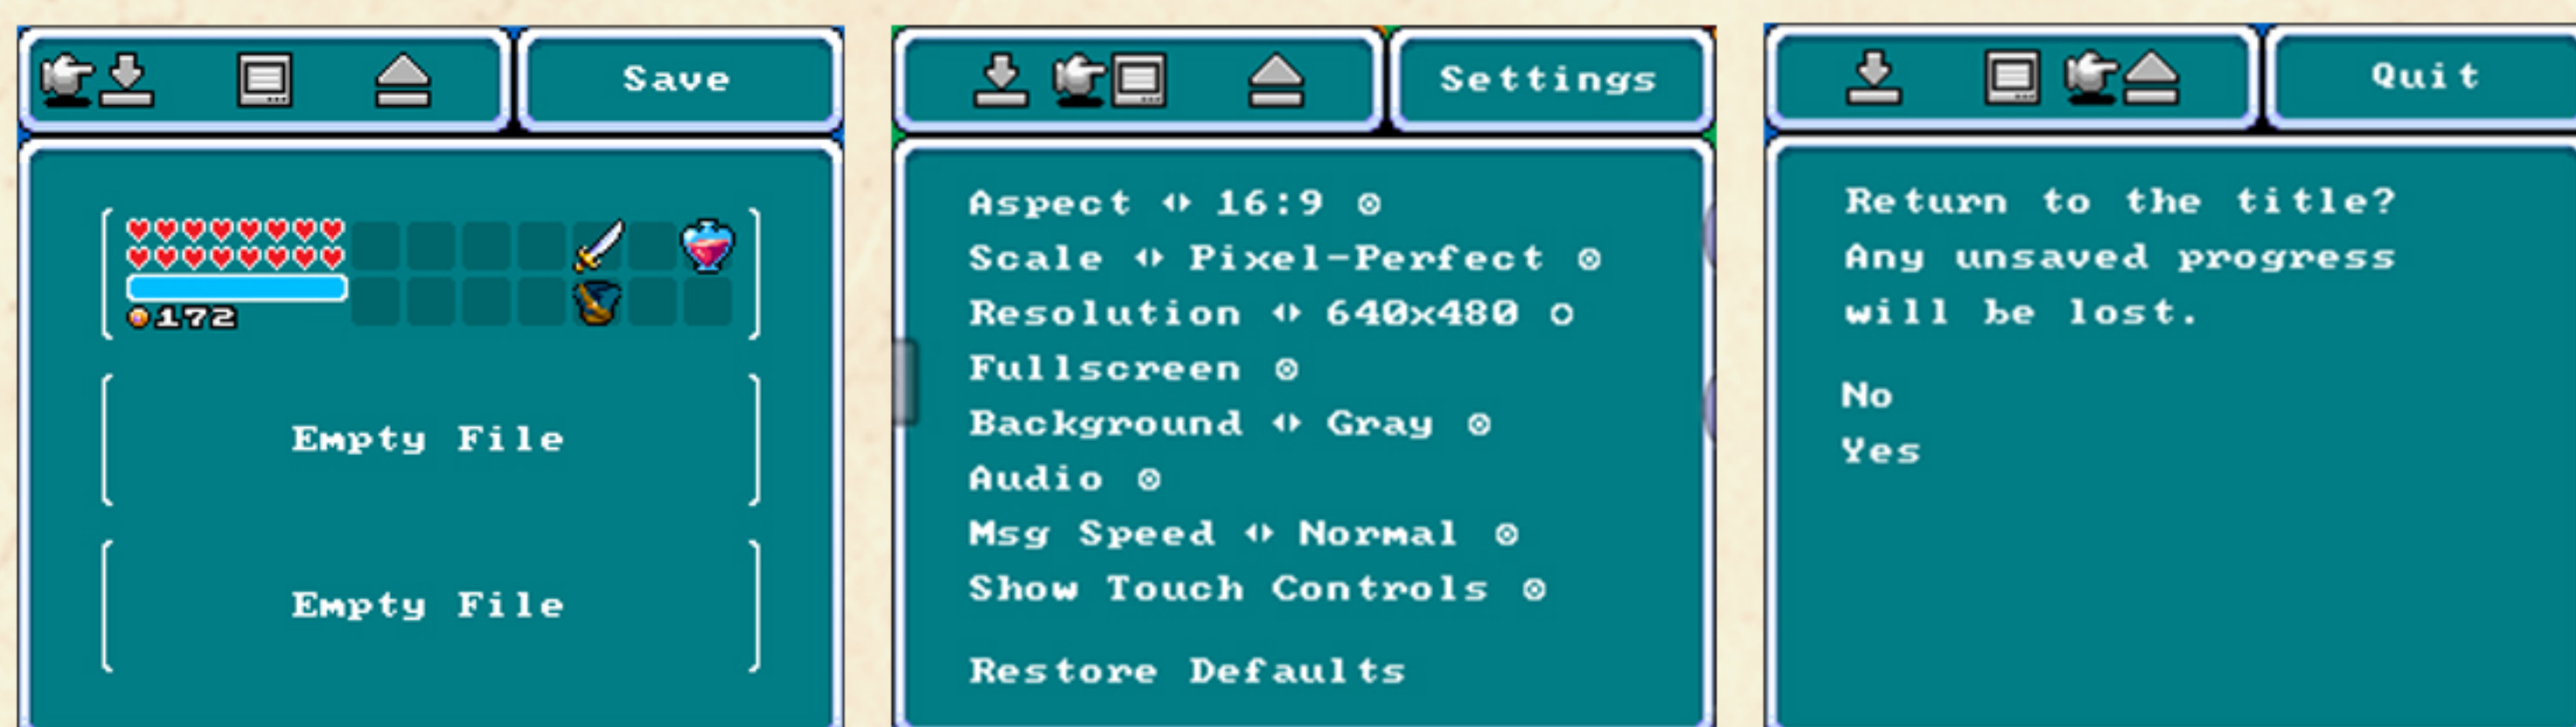 Save
172
Empty File
Empty File
Settings
Aspect 16:9
Scale Pixel-Perfect
Resolution 640x480
Fullscreen
Background Gray
Audio
Msg Speed Normal
Show Touch Controls
Restore Defaults
Quit
Return to the title?
Any unsaved progress
will be lost.
No
Yes